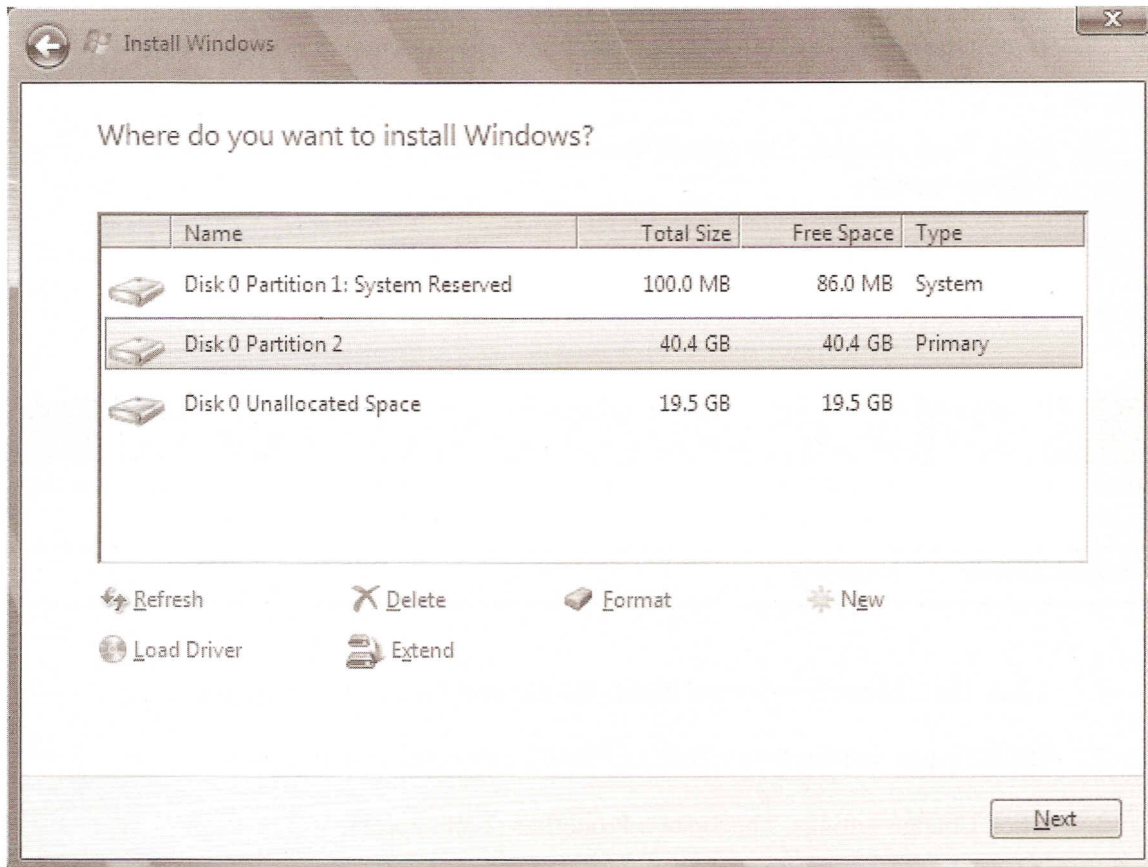 Install Windows
Where do you want to install Windows?
Name Total Size Free Space Type
Disk 0 Partition 1: System Reserved 100.0 MB 86.0 MB System
Disk 0 Partition 2 40.4 GB 40.4 GB Primary
Disk 0 Unallocated Space 19.5 GB 19.5 GB
Refresh Delete Format New
Load Driver Extend
Next